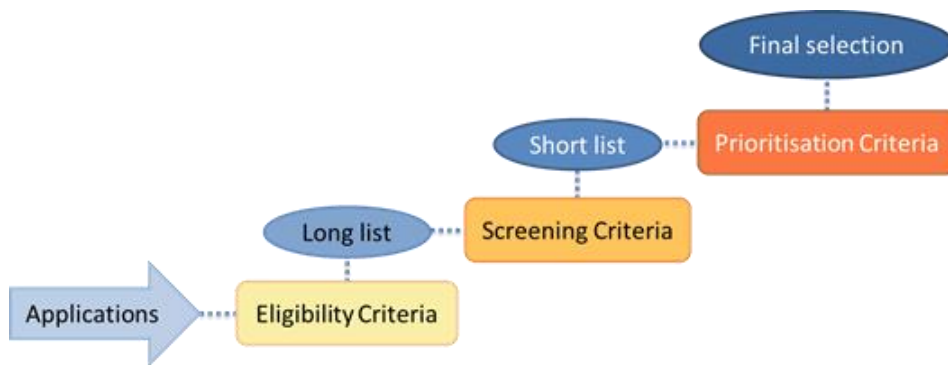 Final selection
Short list
Prioritisation Criteria
Long list
Screening Criteria
Applications
Eligibility Criteria